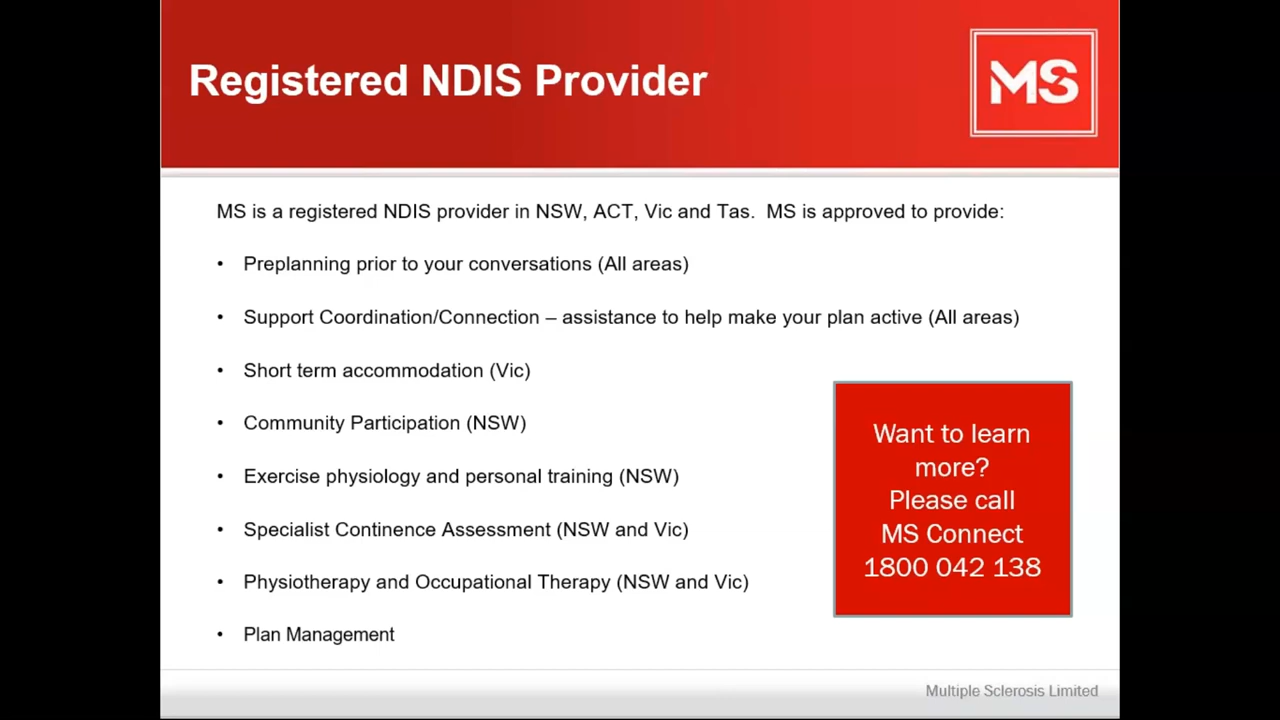 Registered NDIS Provider
MS
MS is a registered NDIS provider in NSW, ACT, Vic and Tas.  MS is approved to provide:
• Preplanning prior to your conversations (All areas)
• Support Coordination/Connection – assistance to help make your plan active (All areas)
• Short term accommodation (Vic)
• Community Participation (NSW)
• Exercise physiology and personal training (NSW)
• Specialist Continence Assessment (NSW and Vic)
• Physiotherapy and Occupational Therapy (NSW and Vic)
• Plan Management
Want to learn
more?
Please call
MS Connect
1800 042 138
Multiple Sclerosis Limited